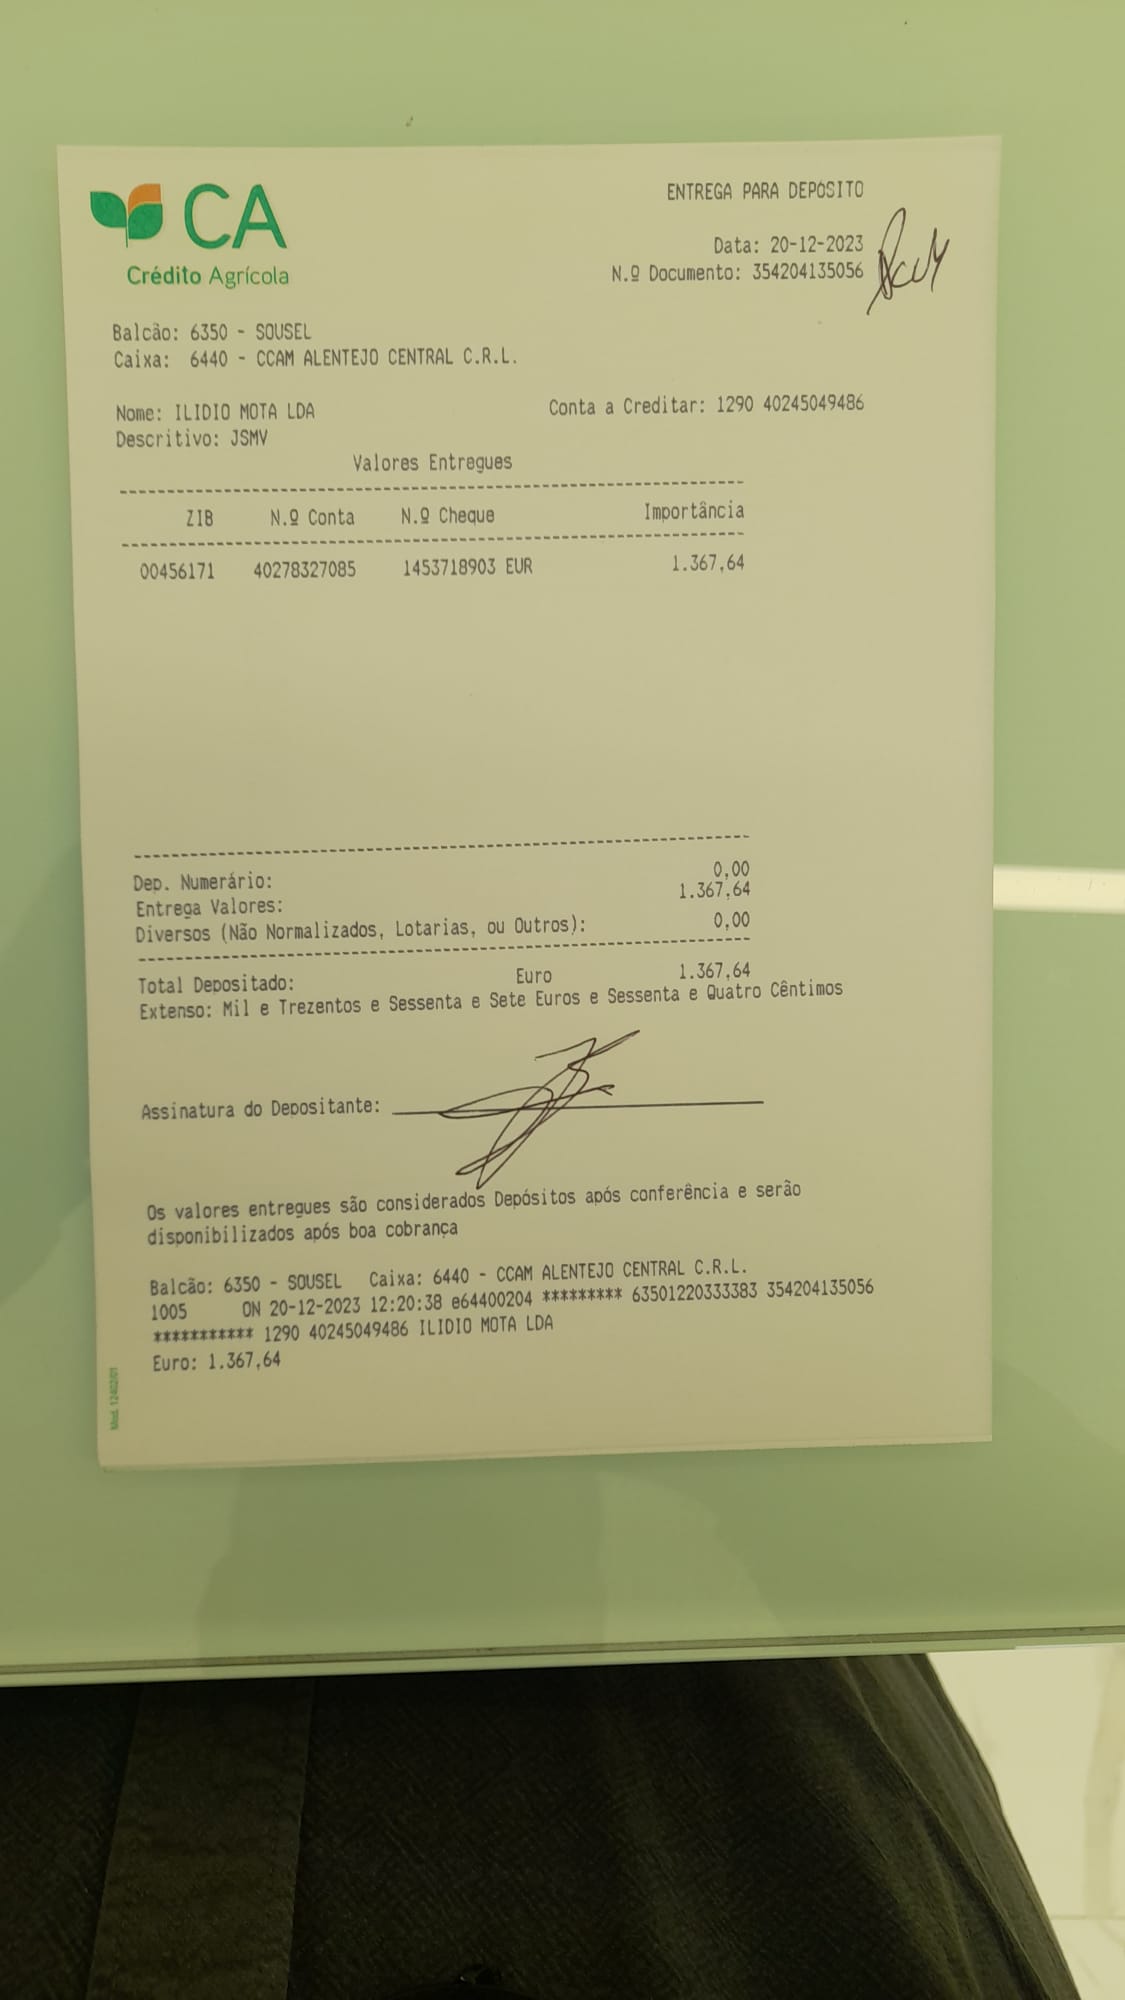 CA
Crédito Agrícola
ENTREGA PARA DEPÓSITO
Data: 20-12-2023
N.º Documento: 354204135056
Balcão: 6350 - SOUSEL
Caixa: 6440 - CCAM ALENTEJO CENTRAL C.R.L.
Nome: ILIDIO MOTA LDA Conta a Creditar: 1290 40245049486
Descritivo: JSMV
Valores Entregues
ZIB N.º Conta N.º Cheque Importância
00456171 40278327085 1453718903 EUR 1.367,64
Dep. Numerário: 0,00
Entrega Valores: 1.367,64
Diversos (Não Normalizados, Lotarias, ou Outros): 0,00
Total Depositado: Euro 1.367,64
Extenso: Mil e Trezentos e Sessenta e Sete Euros e Sessenta e Quatro Cêntimos
Assinatura do Depositante:
Os valores entregues são considerados Depósitos após conferência e serão
disponibilizados após boa cobrança
Balcão: 6350 - SOUSEL Caixa: 6440 - CCAM ALENTEJO CENTRAL C.R.L.
1005 ON 20-12-2023 12:20:38 e64400204 ********* 63501220333383 354204135056
*********** 1290 40245049486 ILIDIO MOTA LDA
Euro: 1.367,64
Mod. 12402/01